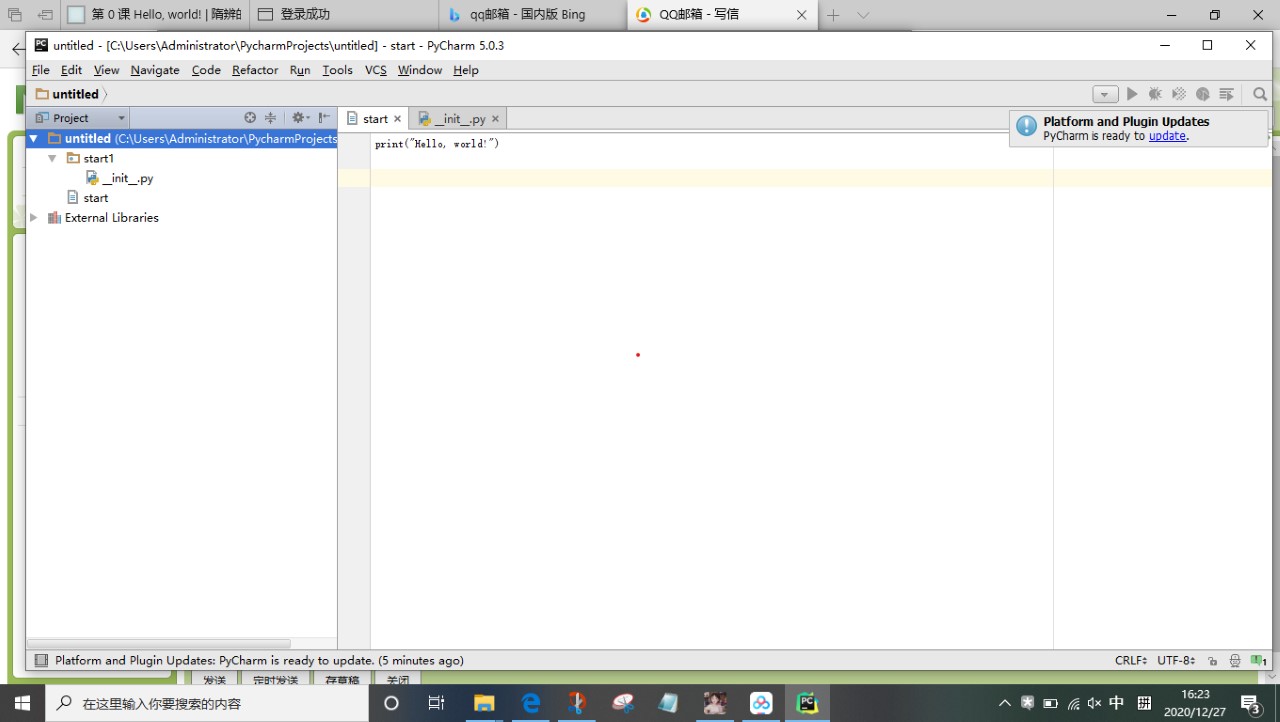 第 0 课 Hello, world! | 隋辨
登录成功
qq邮箱 - 国内版 Bing
QQ邮箱 - 写信
untitled - [C:\Users\Administrator\PycharmProjects\untitled] - start - PyCharm 5.0.3
File Edit View Navigate Code Refactor Run Tools VCS Window Help
untitled
Project
start
__init__.py
Platform and Plugin Updates
PyCharm is ready to update.
untitled (C:\Users\Administrator\PycharmProjects
print("Hello, world!")
start1
__init__.py
start
External Libraries
Platform and Plugin Updates: PyCharm is ready to update. (5 minutes ago)
CRLF UTF-8
1
发送 定时发送 存草稿 关闭
在这里输入你要搜索的内容
PC
中 拼
16:23
2020/12/27
3